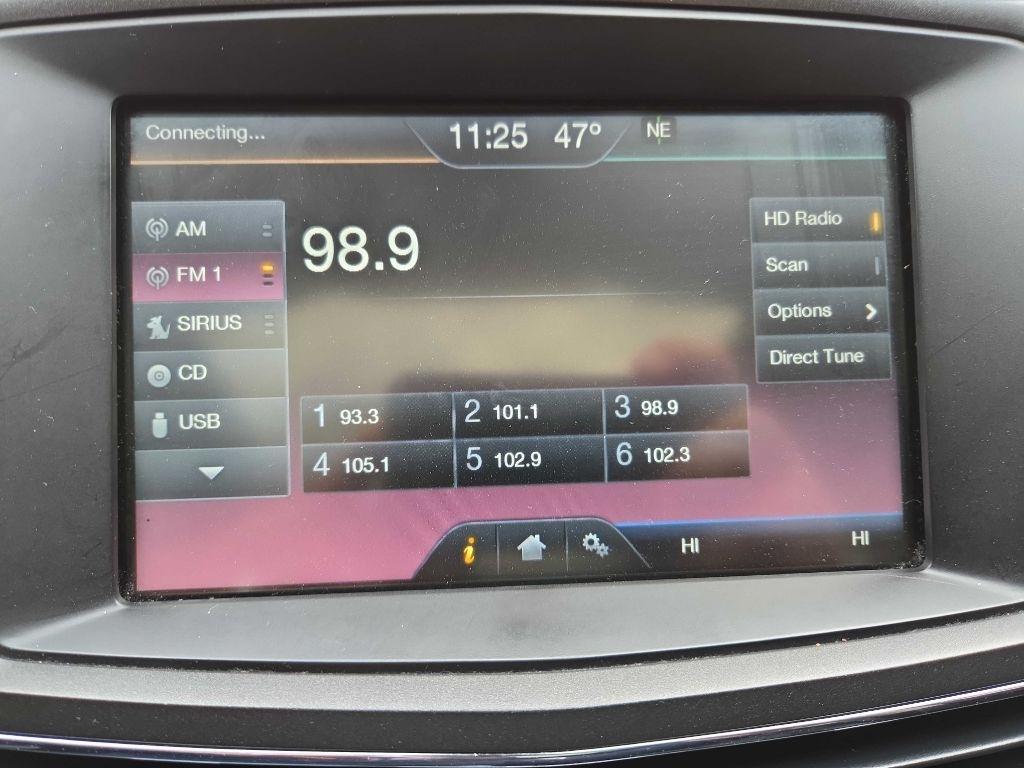 Connecting... 11:25 47° NE
AM
FM 1
SIRIUS
CD
USB
98.9
HD Radio
Scan
Options
Direct Tune
1 93.3 2 101.1 3 98.9
4 105.1 5 102.9 6 102.3
i HI HI